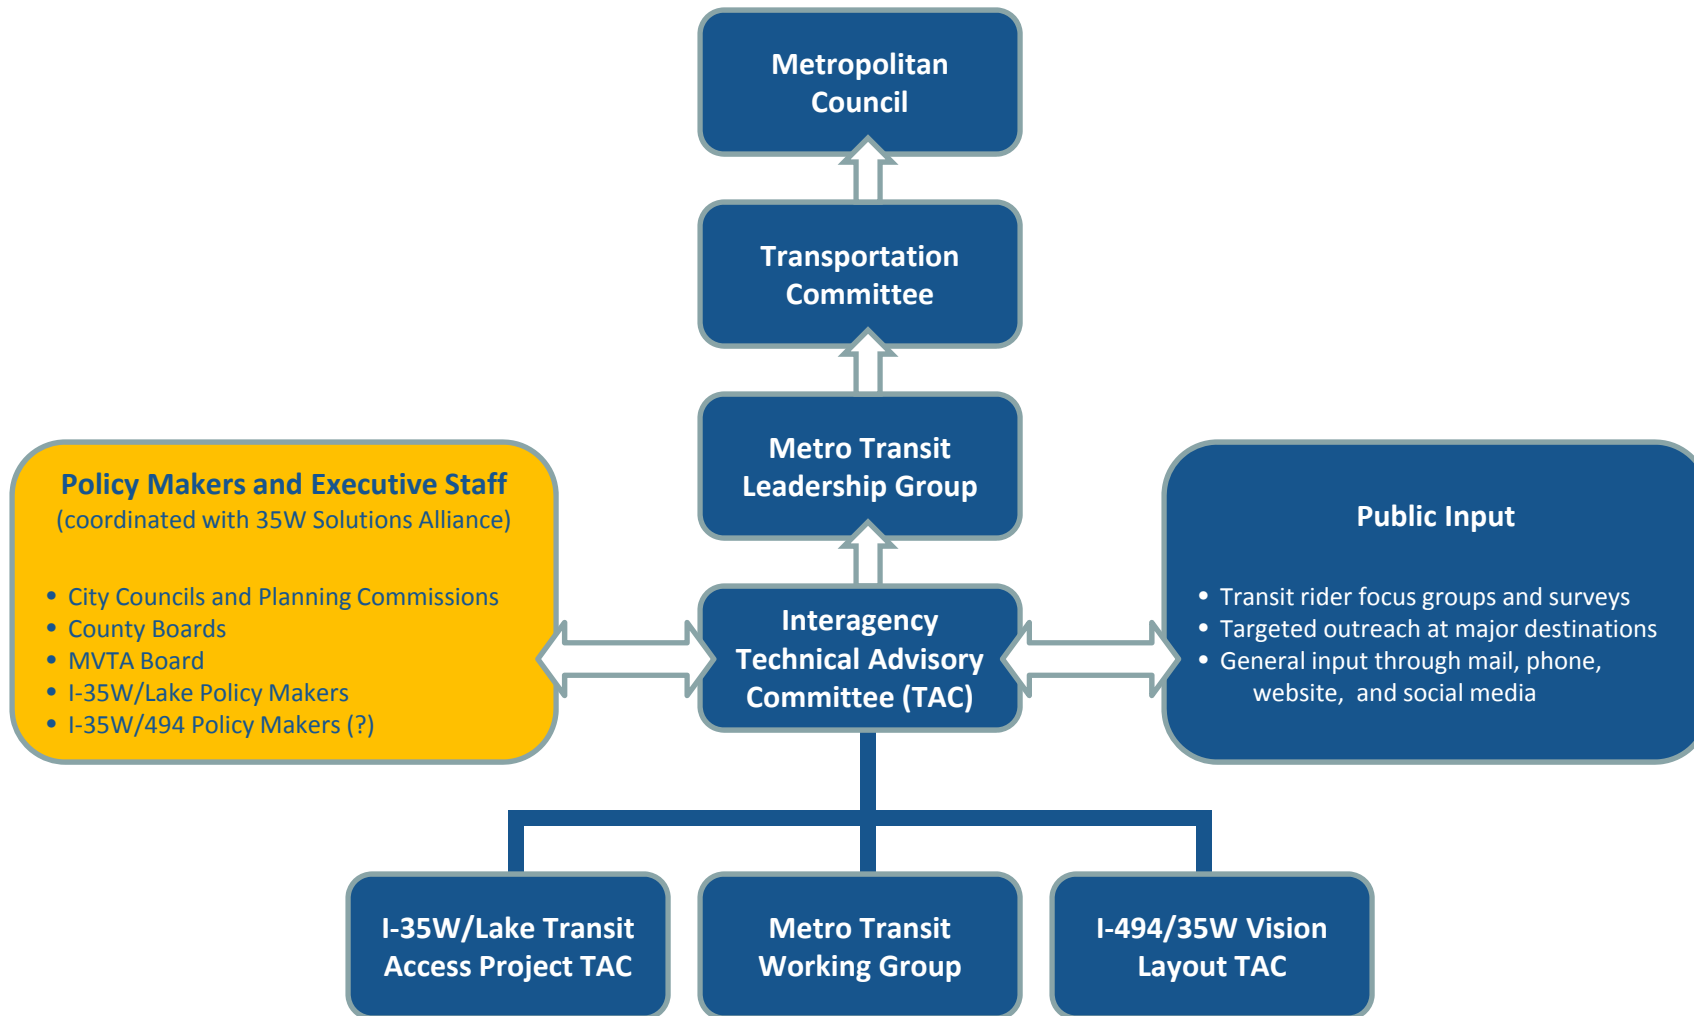 Metropolitan
Council
Transportation
Committee
Metro Transit
Leadership Group
Policy Makers and Executive Staff
(coordinated with 35W Solutions Alliance)
• City Councils and Planning Commissions
• County Boards
• MVTA Board
• I-35W/Lake Policy Makers
• I-35W/494 Policy Makers (?)
Interagency
Technical Advisory
Committee (TAC)
Public Input
• Transit rider focus groups and surveys
• Targeted outreach at major destinations
• General input through mail, phone,
website, and social media
I-35W/Lake Transit
Access Project TAC
Metro Transit
Working Group
I-494/35W Vision
Layout TAC